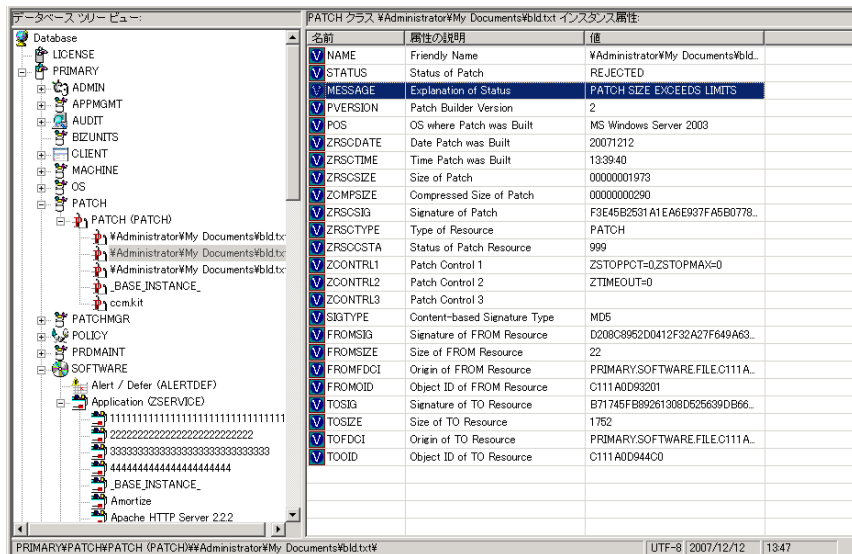 データベース ツリー ビュー:
Database
LICENSE
PRIMARY
ADMIN
APPMGMT
AUDIT
BIZUNITS
CLIENT
MACHINE
OS
PATCH
PATCH (PATCH)
¥Administrator¥My Documents¥bld.tx
¥Administrator¥My Documents¥bld.tx
¥Administrator¥My Documents¥bld.tx
_BASE_INSTANCE_
ccm.kit
PATCHMGR
POLICY
PRDMAINT
SOFTWARE
Alert / Defer (ALERTDEF)
Application (ZSERVICE)
_BASE_INSTANCE_
Amortize
Apache HTTP Server 2.2.2
PATCH クラス ¥Administrator¥My Documents¥bld.txt インスタンス属性:
名前 属性の説明 値
NAME Friendly Name ¥Administrator¥My Documents¥bld...
STATUS Status of Patch REJECTED
MESSAGE Explanation of Status PATCH SIZE EXCEEDS LIMITS
PVERSION Patch Builder Version 2
POS OS where Patch was Built MS Windows Server 2003
ZRSCDATE Date Patch was Built 20071212
ZRSCTIME Time Patch was Built 13:39:40
ZRSCSIZE Size of Patch 00000001973
ZCMPSIZE Compressed Size of Patch 00000000290
ZRSCSIG Signature of Patch F3E45B2531A1EA6E937FA5B0778...
ZRSCTYPE Type of Resource PATCH
ZRSCCSTA Status of Patch Resource 999
ZCONTRL1 Patch Control 1 ZSTOPPCT=0,ZSTOPMAX=0
ZCONTRL2 Patch Control 2 ZTIMEOUT=0
ZCONTRL3 Patch Control 3
SIGTYPE Content-based Signature Type MD5
FROMSIG Signature of FROM Resource D208C8952D0412F32A27F649A63...
FROMSIZE Size of FROM Resource 22
FROMFDCI Origin of FROM Resource PRIMARY.SOFTWARE.FILE.C111A...
FROMOID Object ID of FROM Resource C111A0D93201
TOSIG Signature of TO Resource B71745FB89261308D525639DB66...
TOSIZE Size of TO Resource 1752
TOFDCI Origin of TO Resource PRIMARY.SOFTWARE.FILE.C111A...
TOOID Object ID of TO Resource C111A0D944C0
PRIMARY¥PATCH¥PATCH (PATCH)¥¥Administrator¥My Documents¥bld.txt¥ UTF-8 2007/12/12 13:47